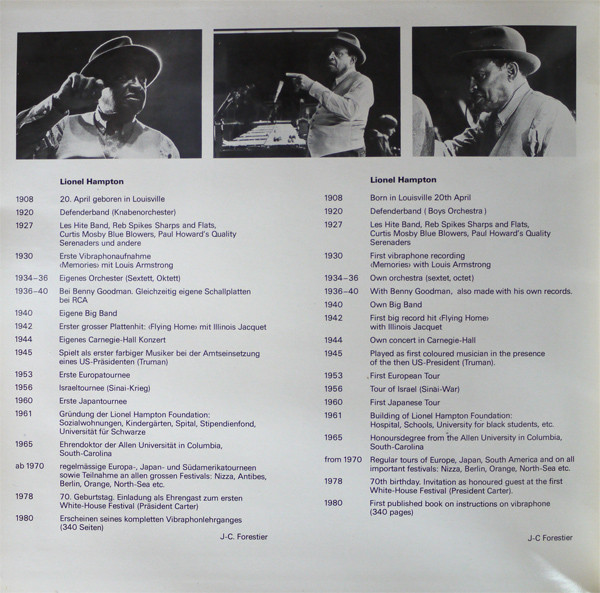 Lionel Hampton
1908 20. April geboren in Louisville
1920 Defenderband (Knabenorchester)
1927 Les Hite Band, Reb Spikes Sharps and Flats,
Curtis Mosby Blue Blowers, Paul Howard's Quality
Serenaders und andere
1930 Erste Vibraphonaufnahme
‹Memories› mit Louis Armstrong
1934–36 Eigenes Orchester (Sextett, Oktett)
1936–40 Bei Benny Goodman. Gleichzeitig eigene Schallplatten
bei RCA
1940 Eigene Big Band
1942 Erster grosser Plattenhit: ‹Flying Home› mit Illinois Jacquet
1944 Eigenes Carnegie-Hall Konzert
1945 Spielt als erster farbiger Musiker bei der Amtseinsetzung
eines US-Präsidenten (Truman)
1953 Erste Europatournee
1956 Israeltournee (Sinai-Krieg)
1960 Erste Japantournee
1961 Gründung der Lionel Hampton Foundation:
Sozialwohnungen, Kindergärten, Spital, Stipendienfond,
Universität für Schwarze
1965 Ehrendoktor der Allen Universität in Columbia,
South-Carolina
ab 1970 regelmässige Europa-, Japan- und Südamerikatourneen
sowie Teilnahme an allen grossen Festivals: Nizza, Antibes,
Berlin, Orange, North-Sea etc.
1978 70. Geburtstag. Einladung als Ehrengast zum ersten
White-House Festival (Präsident Carter)
1980 Erscheinen seines kompletten Vibraphonlehrganges
(340 Seiten)
J-C. Forestier
Lionel Hampton
1908 Born in Louisville 20th April
1920 Defenderband ( Boys Orchestra )
1927 Les Hite Band, Reb Spikes Sharps and Flats,
Curtis Mosby Blue Blowers, Paul Howard's Quality
Serenaders
1930 First vibraphone recording
‹Memories› with Louis Armstrong
1934–36 Own orchestra (sextet, octet)
1936–40 With Benny Goodman, also made with his own records.
1940 Own Big Band
1942 First big record hit ‹Flying Home›
with Illinois Jacquet
1944 Own concert in Carnegie-Hall
1945 Played as first coloured musician in the presence
of the then US-President (Truman).
1953 First European Tour
1956 Tour of Israel (Sinai-War)
1960 First Japanese Tour
1961 Building of Lionel Hampton Foundation:
Hospital, Schools, University for black students, etc.
1965 Honoursdegree from the Allen University in Columbia,
South-Carolina
from 1970 Regular tours of Europe, Japan, South America and on all
important festivals: Nizza, Berlin, Orange, North-Sea etc.
1978 70th birthday. Invitation as honoured guest at the first
White-House Festival (President Carter).
1980 First published book on instructions on vibraphone
(340 pages)
J-C Forestier